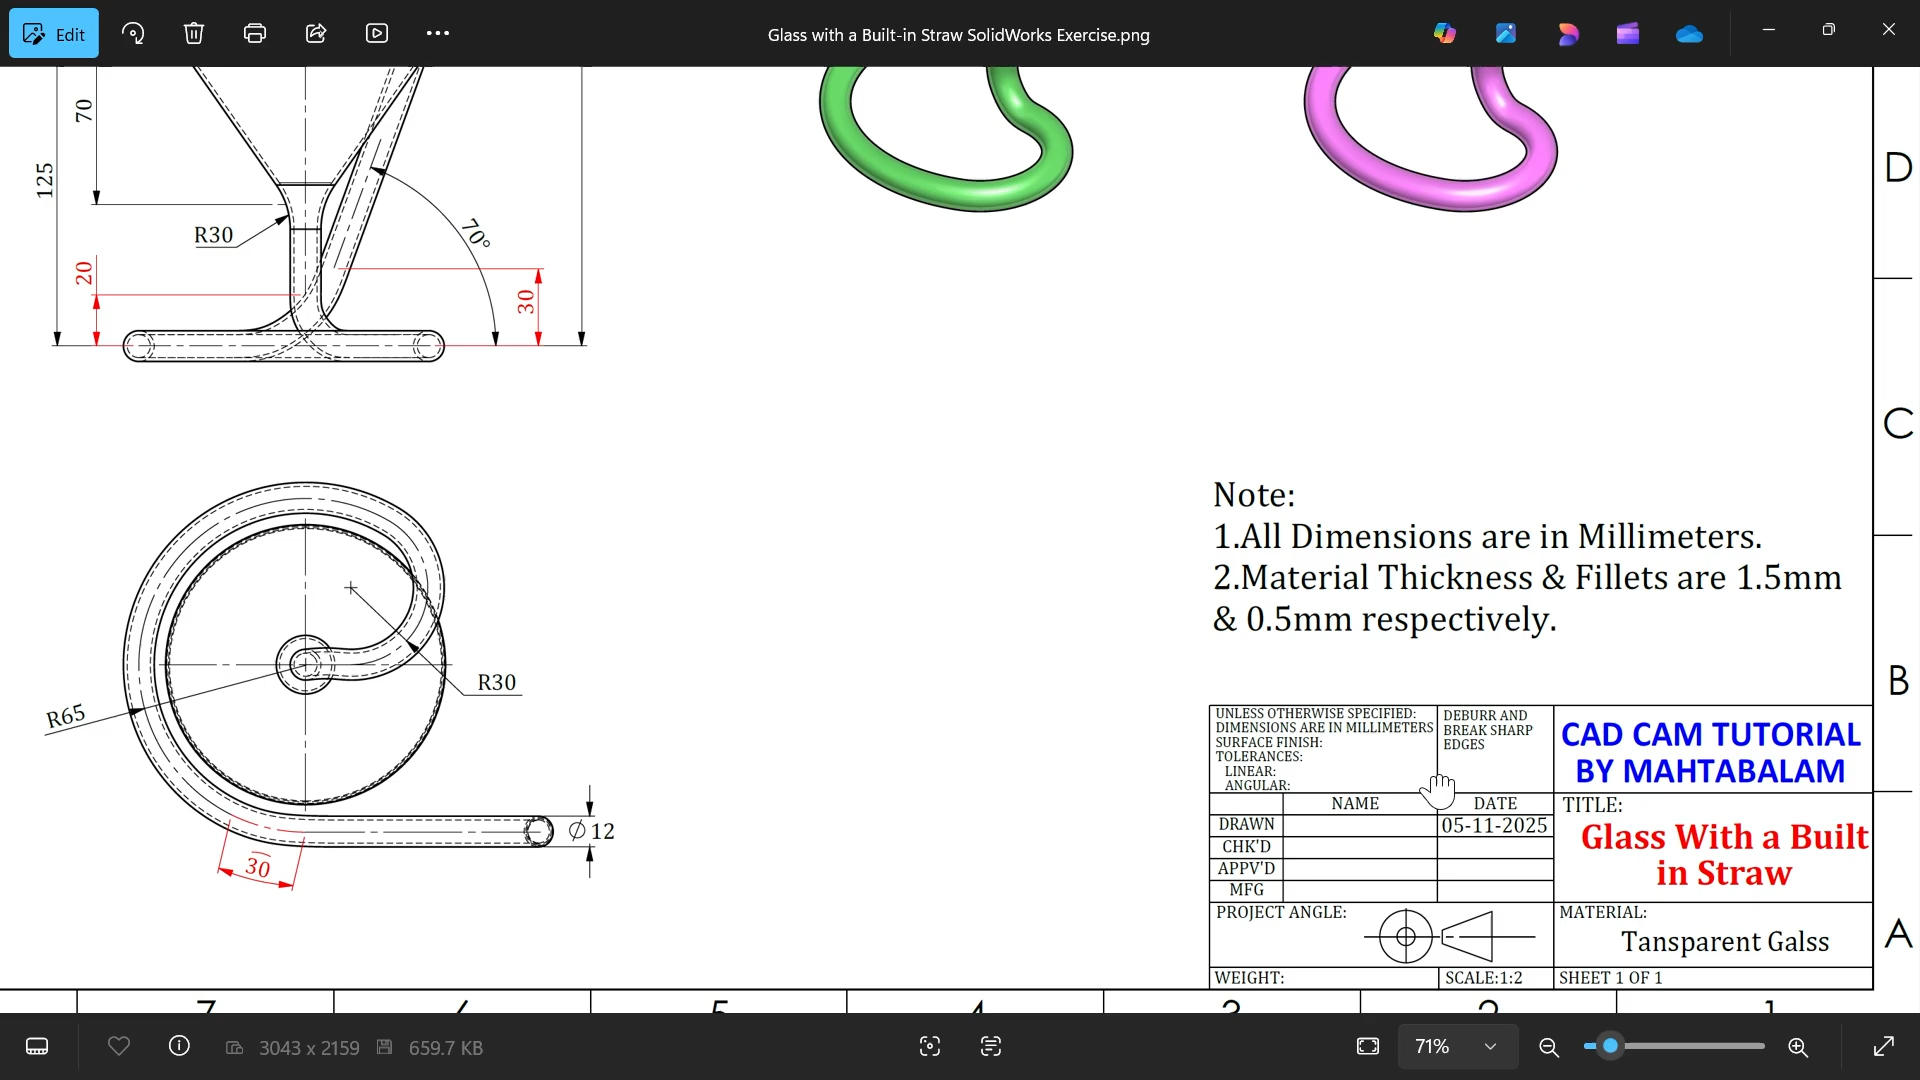 Edit
Glass with a Built-in Straw SolidWorks Exercise.png
70
125
R30
20
70°
30
D
C
B
A
R65
R30
30
∅12
Note:
1.All Dimensions are in Millimeters.
2.Material Thickness & Fillets are 1.5mm
& 0.5mm respectively.
UNLESS OTHERWISE SPECIFIED:
DIMENSIONS ARE IN MILLIMETERS
SURFACE FINISH:
TOLERANCES:
LINEAR:
ANGULAR:
DEBURR AND
BREAK SHARP
EDGES
CAD CAM TUTORIAL
BY MAHTABALAM
NAME
DATE
DRAWN
05-11-2025
CHK'D
APPV'D
MFG
TITLE:
Glass With a Built
in Straw
PROJECT ANGLE:
MATERIAL:
Tansparent Galss
WEIGHT:
SCALE:1:2
SHEET 1 OF 1
3043 x 2159
659.7 KB
71%